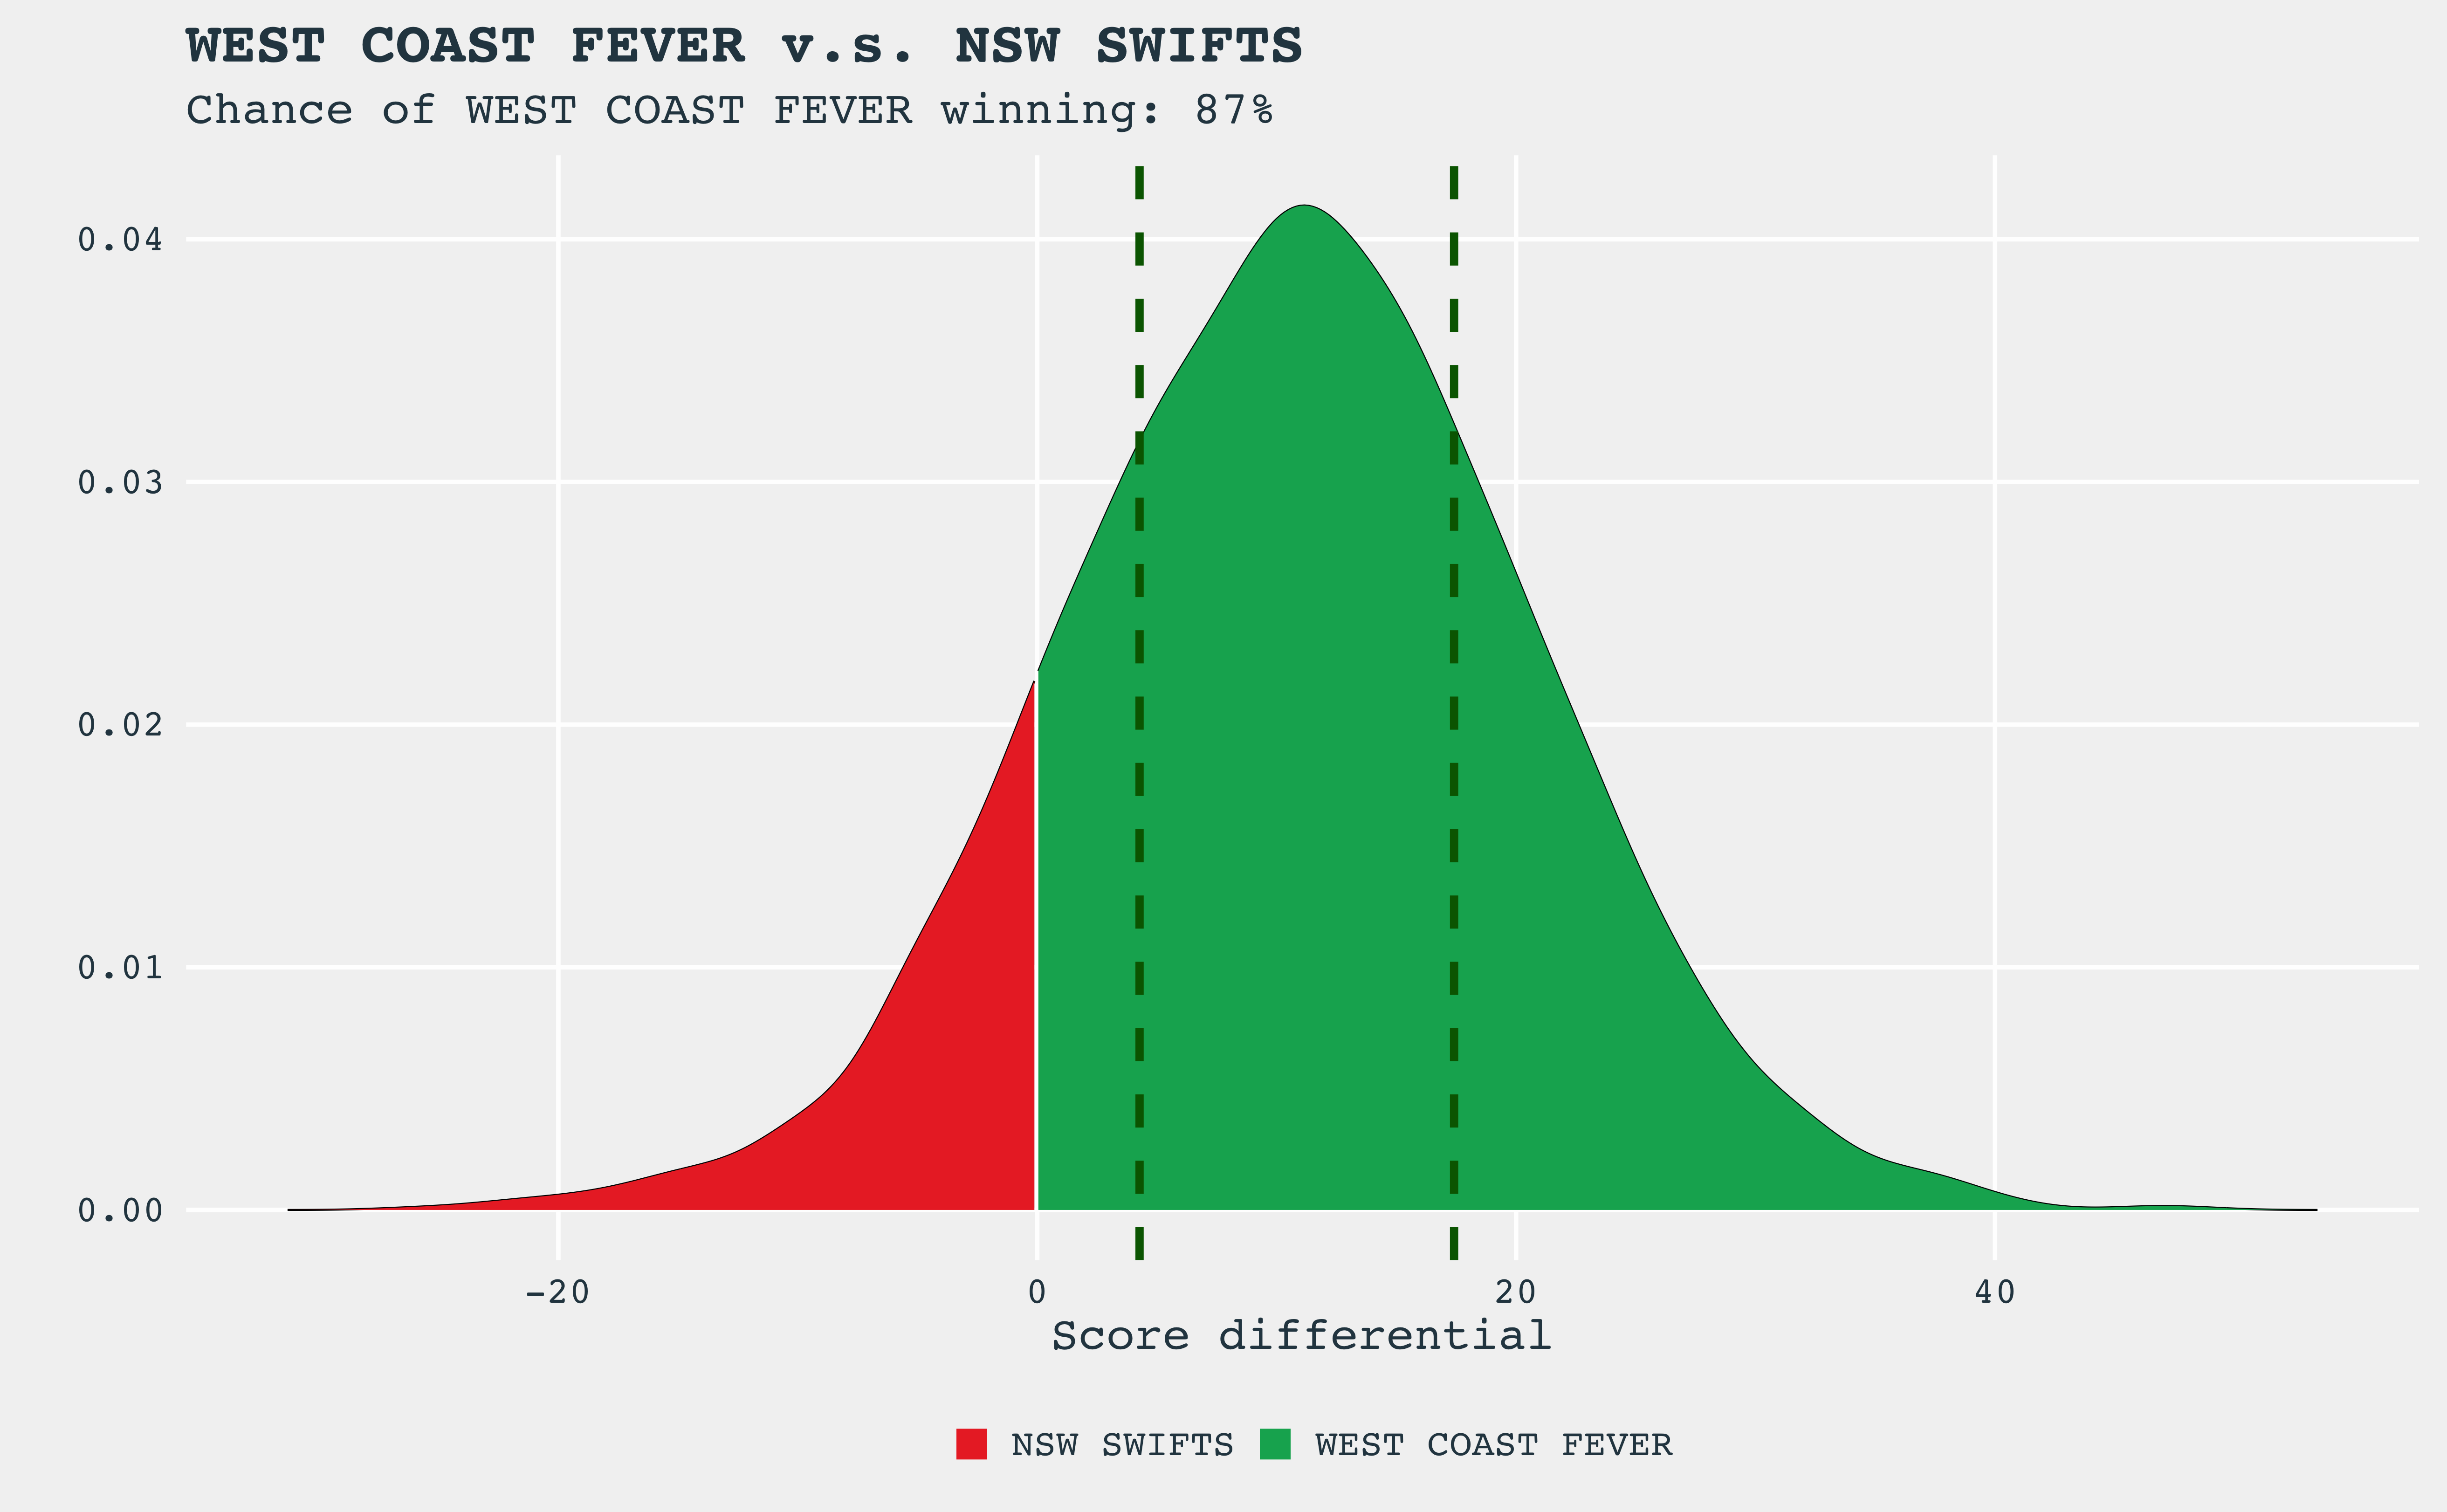 WEST COAST FEVER v.s. NSW SWIFTS
Chance of WEST COAST FEVER winning: 87%
0.04
0.03
0.02
0.01
0.00
-20 0 20 40
Score differential
NSW SWIFTS WEST COAST FEVER